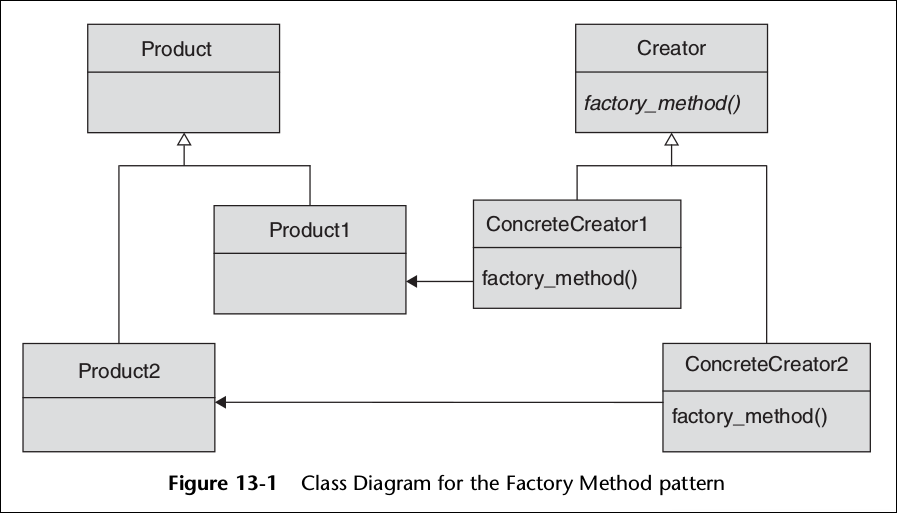 Product
Creator
factory_method()
Product1
ConcreteCreator1
factory_method()
Product2
ConcreteCreator2
factory_method()
Figure 13-1 Class Diagram for the Factory Method pattern